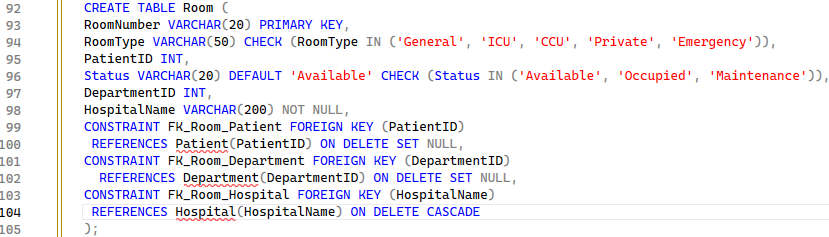 92 CREATE TABLE Room (
93 RoomNumber VARCHAR(20) PRIMARY KEY,
94 RoomType VARCHAR(50) CHECK (RoomType IN ('General', 'ICU', 'CCU', 'Private', 'Emergency')),
95 PatientID INT,
96 Status VARCHAR(20) DEFAULT 'Available' CHECK (Status IN ('Available', 'Occupied', 'Maintenance')),
97 DepartmentID INT,
98 HospitalName VARCHAR(200) NOT NULL,
99 CONSTRAINT FK_Room_Patient FOREIGN KEY (PatientID)
100 REFERENCES Patient(PatientID) ON DELETE SET NULL,
101 CONSTRAINT FK_Room_Department FOREIGN KEY (DepartmentID)
102 REFERENCES Department(DepartmentID) ON DELETE SET NULL,
103 CONSTRAINT FK_Room_Hospital FOREIGN KEY (HospitalName)
104 REFERENCES Hospital(HospitalName) ON DELETE CASCADE
105 );